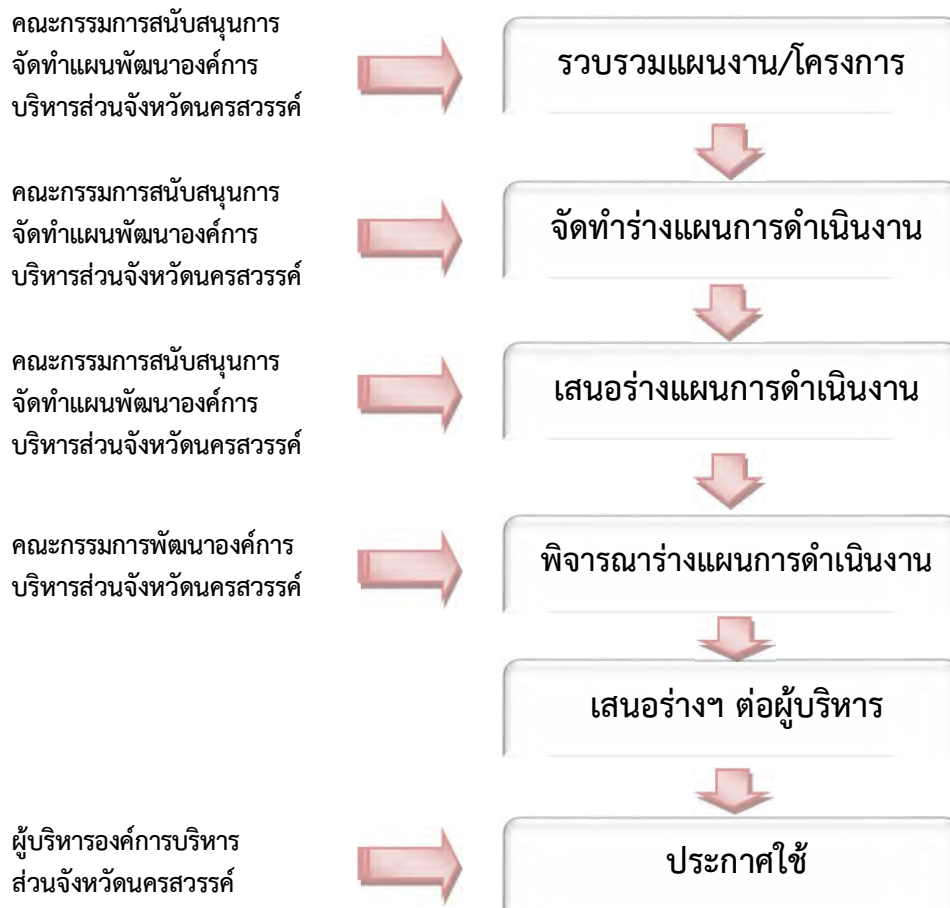 คณะกรรมการสนับสนุนการ
จัดทำแผนพัฒนาองค์การ
บริหารส่วนจังหวัดนครสวรรค์
รวบรวมแผนงาน/โครงการ
คณะกรรมการสนับสนุนการ
จัดทำแผนพัฒนาองค์การ
บริหารส่วนจังหวัดนครสวรรค์
จัดทำร่างแผนการดำเนินงาน
คณะกรรมการสนับสนุนการ
จัดทำแผนพัฒนาองค์การ
บริหารส่วนจังหวัดนครสวรรค์
เสนอร่างแผนการดำเนินงาน
คณะกรรมการพัฒนาองค์การ
บริหารส่วนจังหวัดนครสวรรค์
พิจารณาร่างแผนการดำเนินงาน
เสนอร่างฯ ต่อผู้บริหาร
ผู้บริหารองค์การบริหาร
ส่วนจังหวัดนครสวรรค์
ประกาศใช้